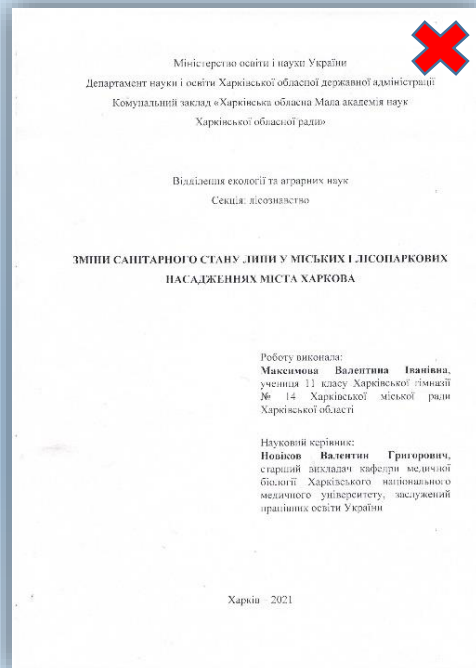 Міністерство освіти і науки України
Департамент науки і освіти Харківської обласної державної адміністрації
Комунальний заклад «Харківська обласна Мала академія наук
Харківської обласної ради»
Відділення екології та аграрних наук
Секція: лісознавство
ЗМІНИ САНІТАРНОГО СТАНУ ЛИПИ У МІСЬКИХ І ЛІСОПАРКОВИХ
НАСАДЖЕННЯХ МІСТА ХАРКОВА
Роботу виконала:
Максимова Валентина Іванівна,
учениця 11 класу Харківської гімназії
№ 14 Харківської міської ради
Харківської області
Науковий керівник:
Новіков Валентин Григорович,
старший викладач кафедри медичної
біології Харківського національного
медичного університету, заслужений
працівник освіти України
Харків – 2021